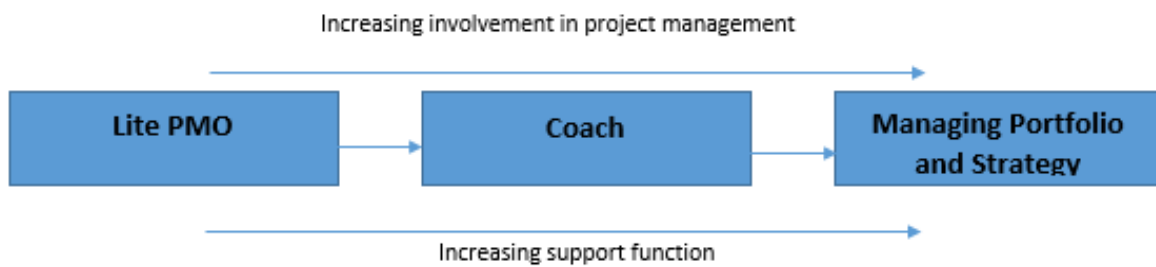 Increasing involvement in project management
Lite PMO
Coach
Managing Portfolio
and Strategy
Increasing support function